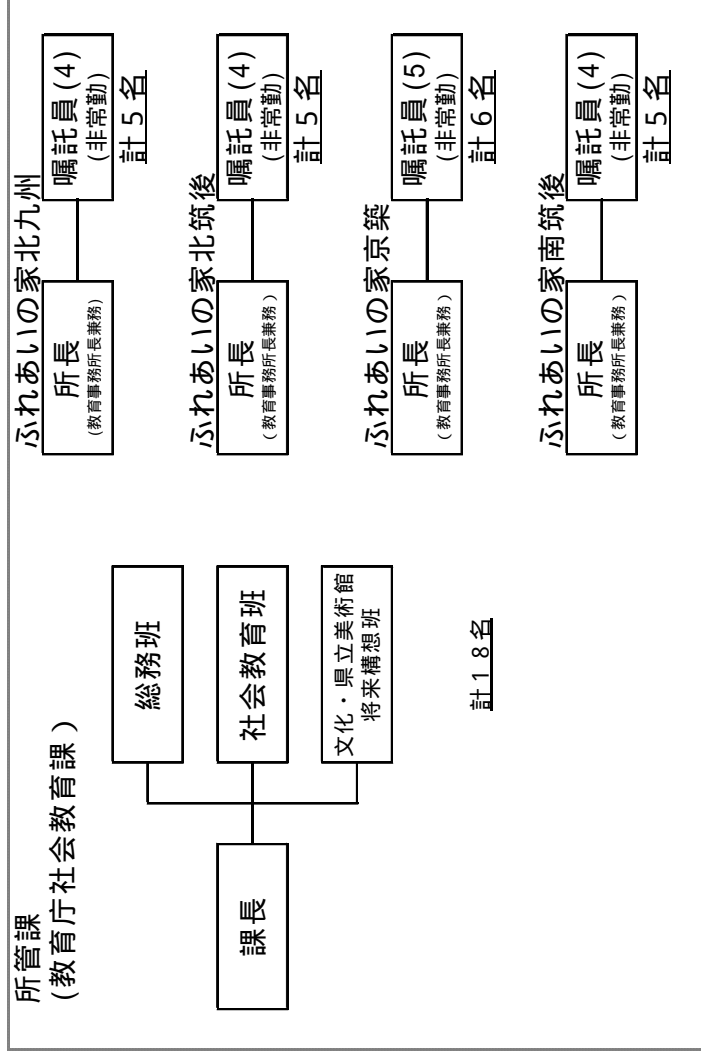 所管課
(教育庁社会教育課)
課長
総務班
社会教育班
文化・県立美術館
将来構想班
計18名
ふれあいの家北九州
所長
(教育事務所長兼務)
嘱託員(4)
(非常勤)
計5名
ふれあいの家北筑後
所長
(教育事務所長兼務)
嘱託員(4)
(非常勤)
計5名
ふれあいの家京築
所長
(教育事務所長兼務)
嘱託員(5)
(非常勤)
計6名
ふれあいの家南筑後
所長
(教育事務所長兼務)
嘱託員(4)
(非常勤)
計5名